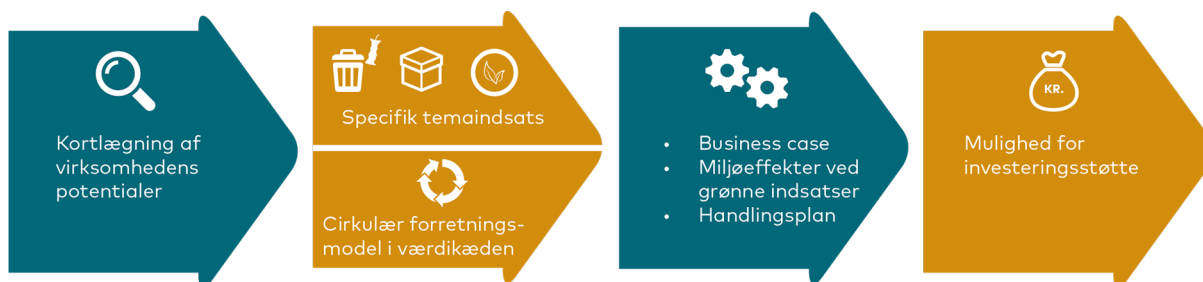 Kortlægning af
virksomhedens
potentialer
Specifik temaindsats
Cirkulær forretnings-
model i værdikæden
• Business case
• Miljøeffekter ved
grønne indsatser
• Handlingsplan
KR.
Mulighed for
investeringsstøtte